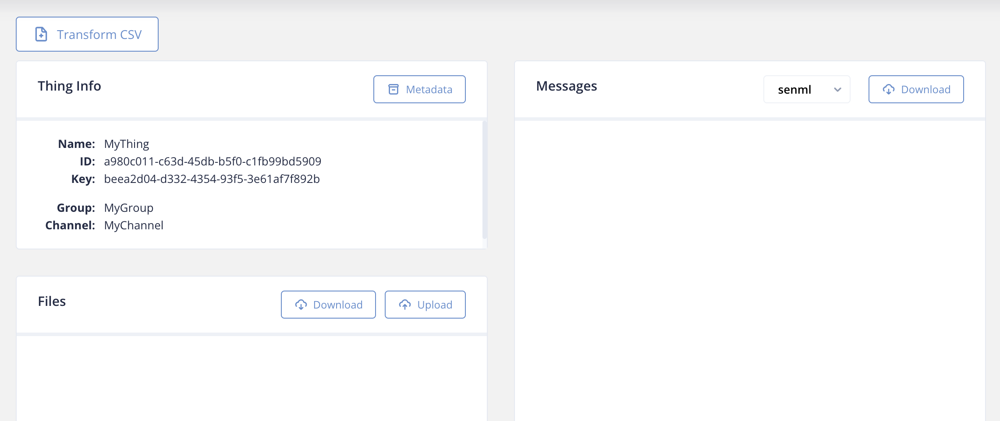 Transform CSV
Thing Info
Metadata
Name: MyThing
ID: a980c011-c63d-45db-b5f0-c1fb99bd5909
Key: beea2d04-d332-4354-93f5-3e61af7f892b
Group: MyGroup
Channel: MyChannel
Files
Download
Upload
Messages
senml
Download